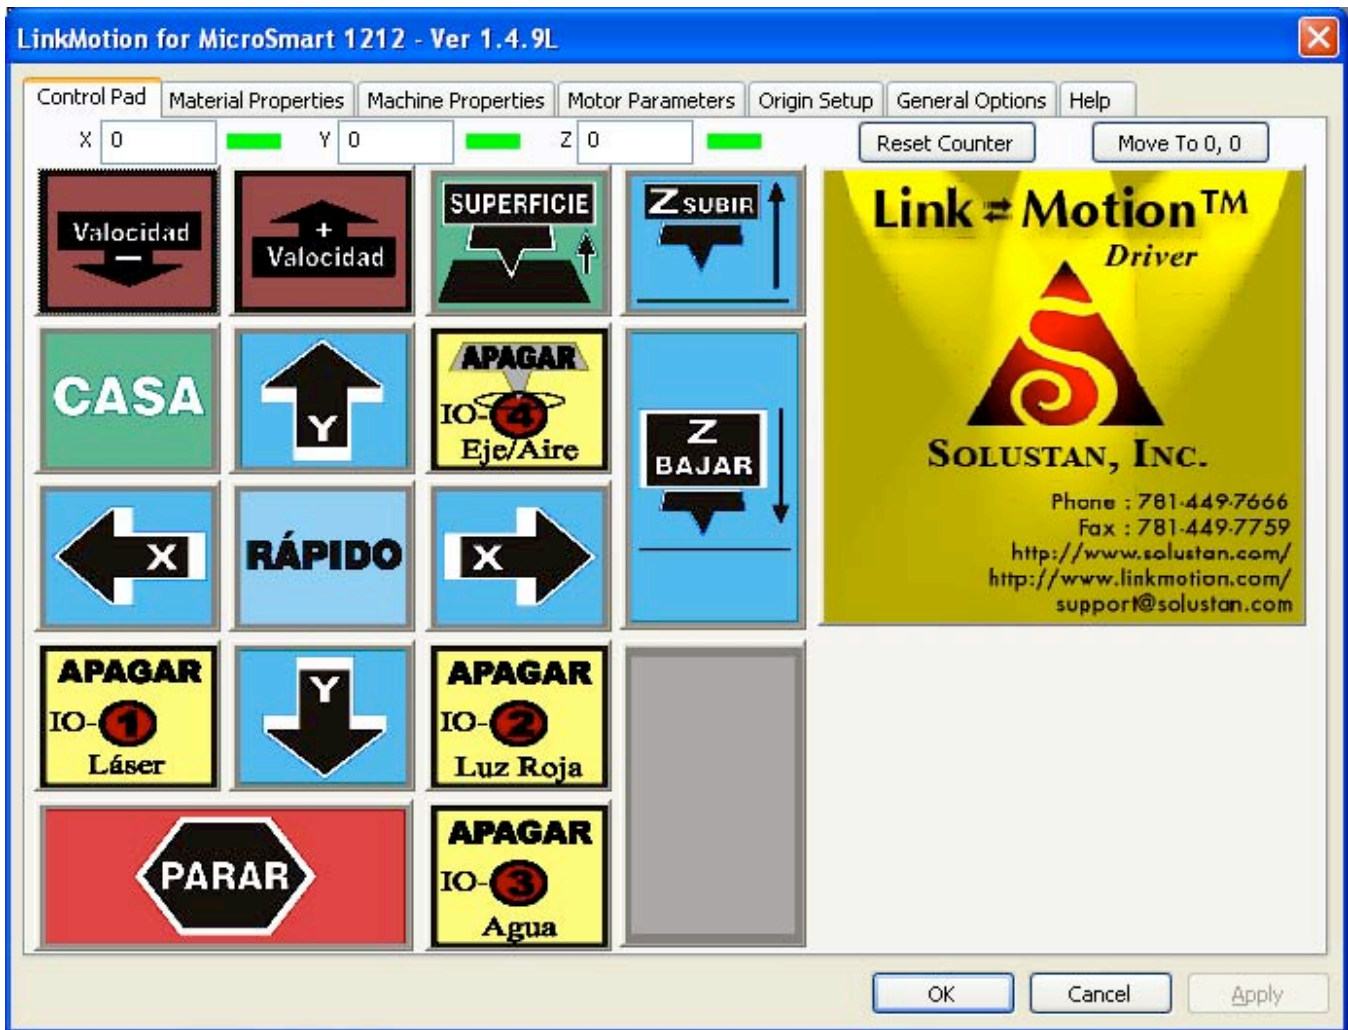 LinkMotion for MicroSmart 1212 - Ver 1.4.9L
Control Pad Material Properties Machine Properties Motor Parameters Origin Setup General Options Help
X 0 Y 0 Z 0 Reset Counter Move To 0, 0
Valocidad
-
+
Valocidad
SUPERFICIE
Z SUBIR
CASA
Y
APAGAR
IO-4
Eje/Aire
Z
BAJAR
X
RÁPIDO
X
APAGAR
IO-1
Láser
Y
APAGAR
IO-2
Luz Roja
PARAR
APAGAR
IO-3
Agua
Link ⇄ Motion™
Driver
SOLUSTAN, INC.
Phone : 781-449-7666
Fax : 781-449-7759
http://www.solustan.com/
http://www.linkmotion.com/
support@solustan.com
OK Cancel Apply